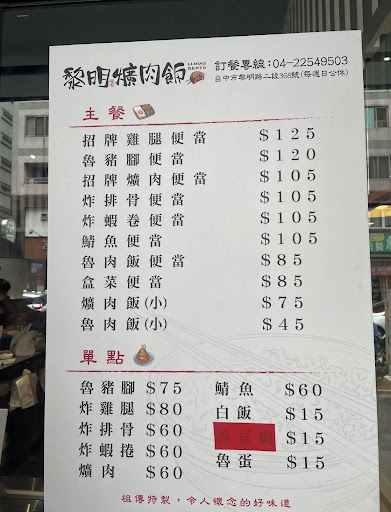 黎明爌肉飯
LIMING BENTO
訂餐專線：04-22549503
台中市黎明路二段368號(每週日公休)
主餐
招牌雞腿便當 $125
魯豬腳便當 $120
招牌爌肉便當 $105
炸排骨便當 $105
炸蝦卷便當 $105
鯖魚便當 $105
魯肉飯便當 $85
盒菜便當 $85
爌肉飯(小) $75
魯肉飯(小) $45
單點
魯豬腳 $75
炸雞腿 $80
炸排骨 $60
炸蝦捲 $60
爌肉 $60
鯖魚 $60
白飯 $15
魯豆腐 $15
魯蛋 $15
祖傳特製，令人懷念的好味道